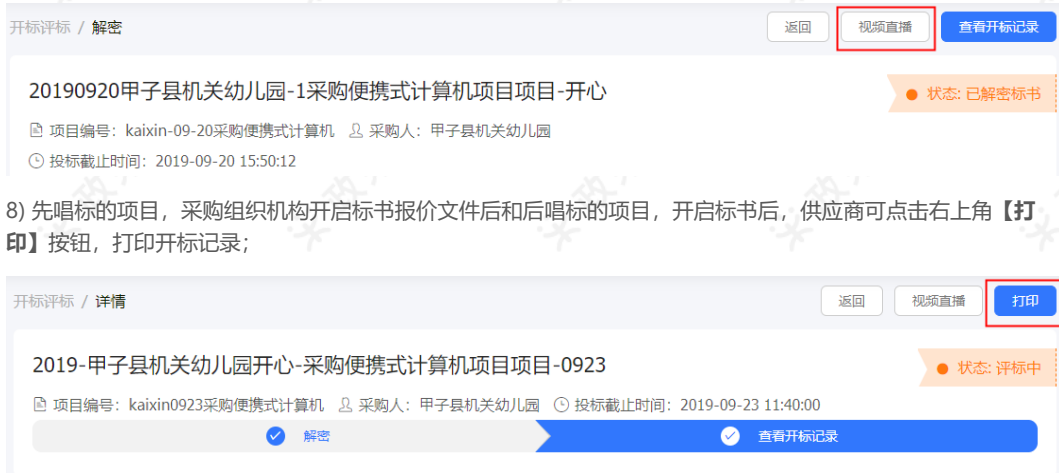 开标评标 / 解密 返回 视频直播 查看开标记录
20190920甲子县机关幼儿园-1采购便携式计算机项目项目-开心
状态: 已解密标书
项目编号：kaixin-09-20采购便携式计算机 采购人：甲子县机关幼儿园
投标截止时间：2019-09-20 15:50:12
8) 先唱标的项目，采购组织机构开启标书报价文件后和后唱标的项目，开启标书后，供应商可点击右上角【打
印】按钮，打印开标记录；
开标评标 / 详情 返回 视频直播 打印
2019-甲子县机关幼儿园开心-采购便携式计算机项目项目-0923
状态: 评标中
项目编号：kaixin0923采购便携式计算机 采购人：甲子县机关幼儿园 投标截止时间：2019-09-23 11:40:00
解密 查看开标记录